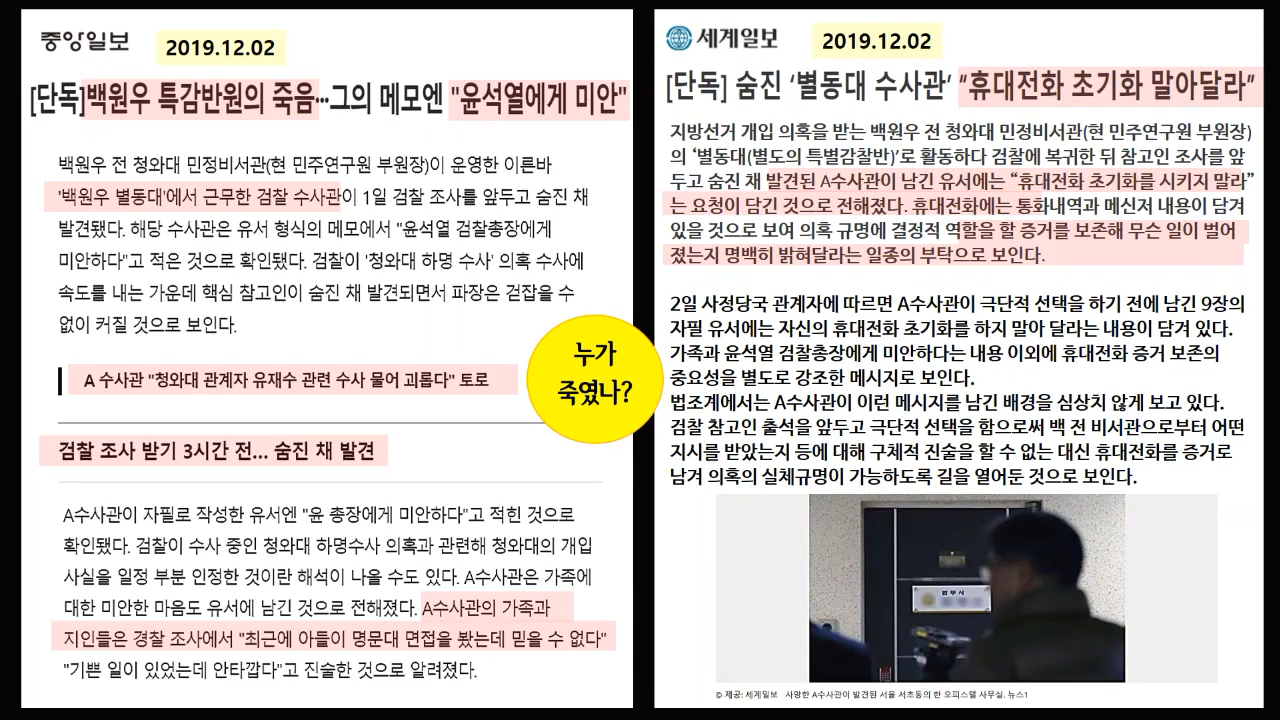 중앙일보
2019.12.02
[단독]백원우 특감반원의 죽음…그의 메모엔 "윤석열에게 미안"
백원우 전 청와대 민정비서관(현 민주연구원 부원장)이 운영한 이른바
'백원우 별동대'에서 근무한 검찰 수사관이 1일 검찰 조사를 앞두고 숨진 채
발견됐다. 해당 수사관은 유서 형식의 메모에서 "윤석열 검찰총장에게
미안하다"고 적은 것으로 확인됐다. 검찰이 '청와대 하명 수사' 의혹 수사에
속도를 내는 가운데 핵심 참고인이 숨진 채 발견되면서 파장은 걷잡을 수
없이 커질 것으로 보인다.
A 수사관 "청와대 관계자 유재수 관련 수사 물어 괴롭다" 토로
검찰 조사 받기 3시간 전... 숨진 채 발견
A수사관이 자필로 작성한 유서엔 "윤 총장에게 미안하다"고 적힌 것으로
확인됐다. 검찰이 수사 중인 청와대 하명수사 의혹과 관련해 청와대의 개입
사실을 일정 부분 인정한 것이란 해석이 나올 수도 있다. A수사관은 가족에
대한 미안한 마음도 유서에 남긴 것으로 전해졌다. A수사관의 가족과
지인들은 경찰 조사에서 "최근에 아들이 명문대 면접을 봤는데 믿을 수 없다"
"기쁜 일이 있었는데 안타깝다"고 진술한 것으로 알려졌다.
누가
죽였나?
세계일보
2019.12.02
[단독] 숨진 ‘별동대 수사관’ “휴대전화 초기화 말아달라”
지방선거 개입 의혹을 받는 백원우 전 청와대 민정비서관(현 민주연구원 부원장)
의 ‘별동대(별도의 특별감찰반)’로 활동하다 검찰에 복귀한 뒤 참고인 조사를 앞
두고 숨진 채 발견된 A수사관이 남긴 유서에는 “휴대전화 초기화를 시키지 말라”
는 요청이 담긴 것으로 전해졌다. 휴대전화에는 통화내역과 메신저 내용이 담겨
있을 것으로 보여 의혹 규명에 결정적 역할을 할 증거를 보존해 무슨 일이 벌어
졌는지 명백히 밝혀달라는 일종의 부탁으로 보인다.
2일 사정당국 관계자에 따르면 A수사관이 극단적 선택을 하기 전에 남긴 9장의
자필 유서에는 자신의 휴대전화 초기화를 하지 말아 달라는 내용이 담겨 있다.
가족과 윤석열 검찰총장에게 미안하다는 내용 이외에 휴대전화 증거 보존의
중요성을 별도로 강조한 메시지로 보인다.
법조계에서는 A수사관이 이런 메시지를 남긴 배경을 심상치 않게 보고 있다.
검찰 참고인 출석을 앞두고 극단적 선택을 함으로써 백 전 비서관으로부터 어떤
지시를 받았는지 등에 대해 구체적 진술을 할 수 없는 대신 휴대전화를 증거로
남겨 의혹의 실체규명이 가능하도록 길을 열어둔 것으로 보인다.
법무사
© 제공: 세계일보 사망한 A수사관이 발견된 서울 서초동의 한 오피스텔 사무실. 뉴스1